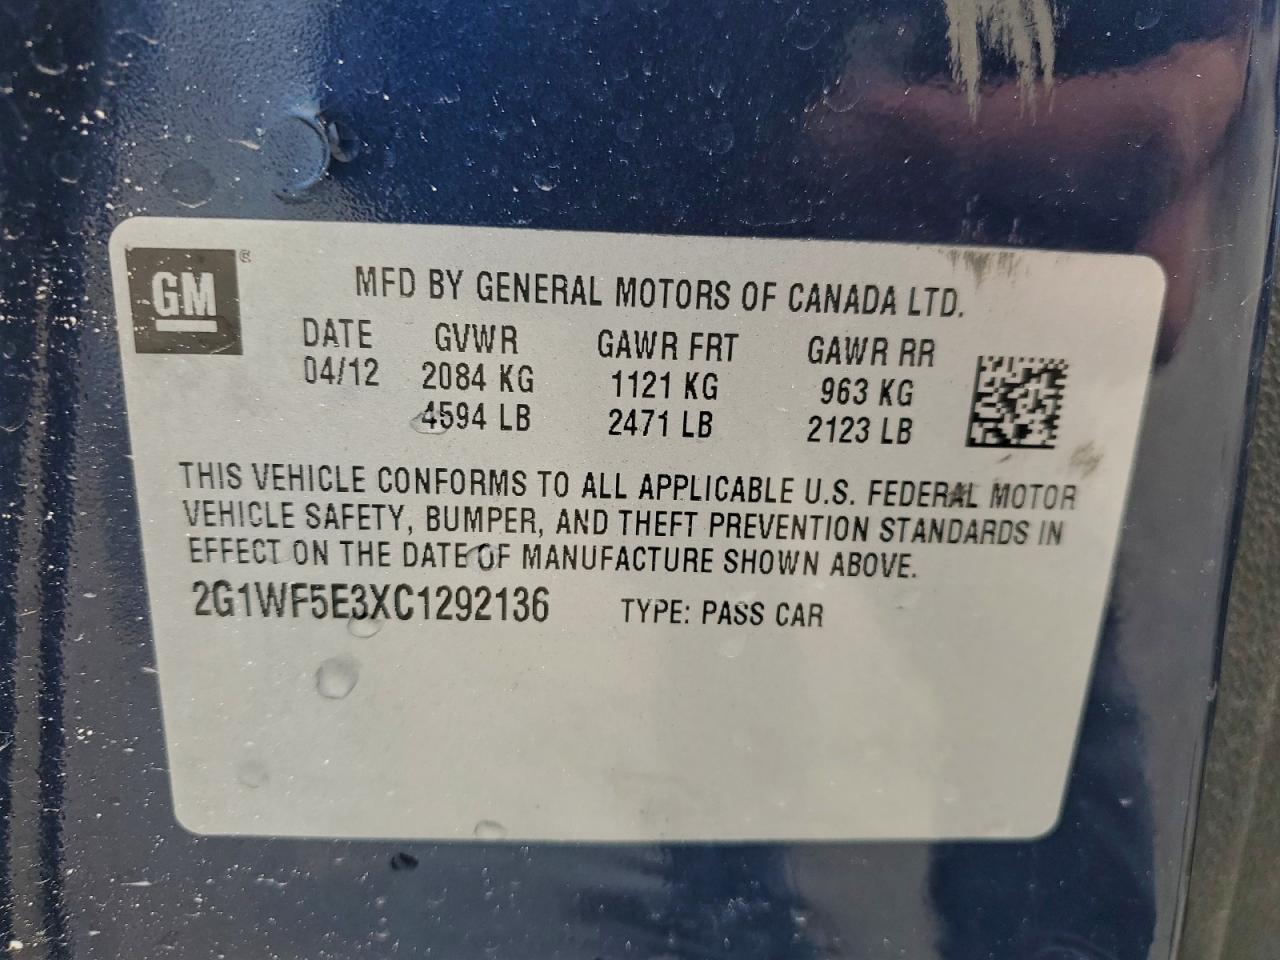 GM®
MFD BY GENERAL MOTORS OF CANADA LTD.
DATE GVWR GAWR FRT GAWR RR
04/12 2084 KG 1121 KG 963 KG
4594 LB 2471 LB 2123 LB
THIS VEHICLE CONFORMS TO ALL APPLICABLE U.S. FEDERAL MOTOR
VEHICLE SAFETY, BUMPER, AND THEFT PREVENTION STANDARDS IN
EFFECT ON THE DATE OF MANUFACTURE SHOWN ABOVE.
2G1WF5E3XC1292136 TYPE: PASS CAR